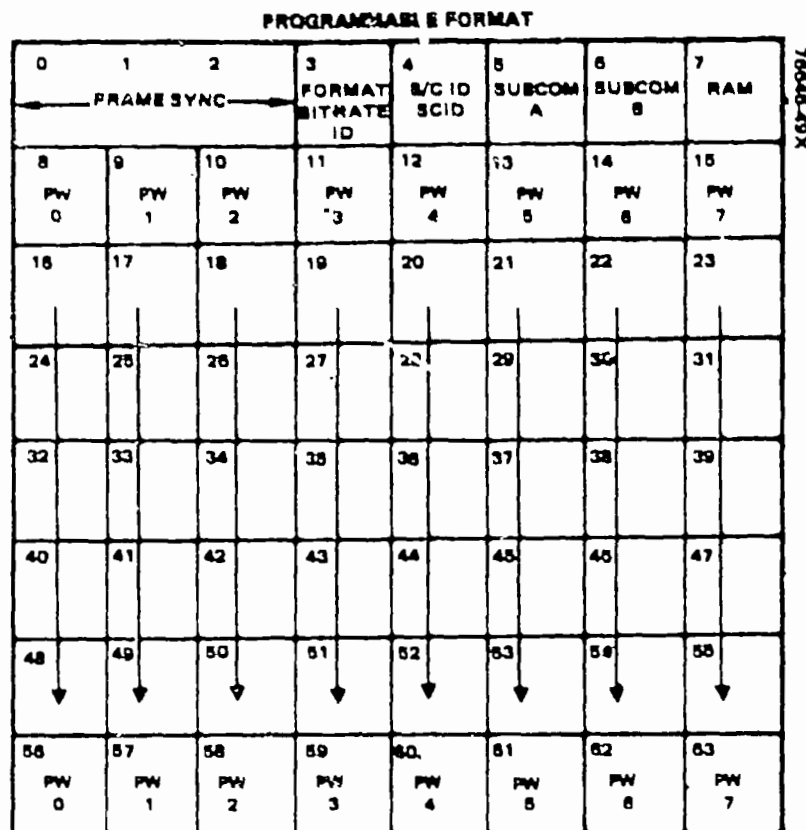 PROGRAMMABLE FORMAT
0 1 2 3 4 5 6 7
FRAME SYNC
FORMAT BITRATE ID
S/C ID SCID
SUBCOM A
SUBCOM B
RAM
8 9 10 11 12 13 14 15
PW 0 PW 1 PW 2 PW 3 PW 4 PW 5 PW 6 PW 7
16 17 18 19 20 21 22 23
24 25 26 27 28 29 30 31
32 33 34 35 36 37 38 39
40 41 42 43 44 45 46 47
48 49 50 51 52 53 54 55
56 57 58 59 60 61 62 63
PW 0 PW 1 PW 2 PW 3 PW 4 PW 5 PW 6 PW 7